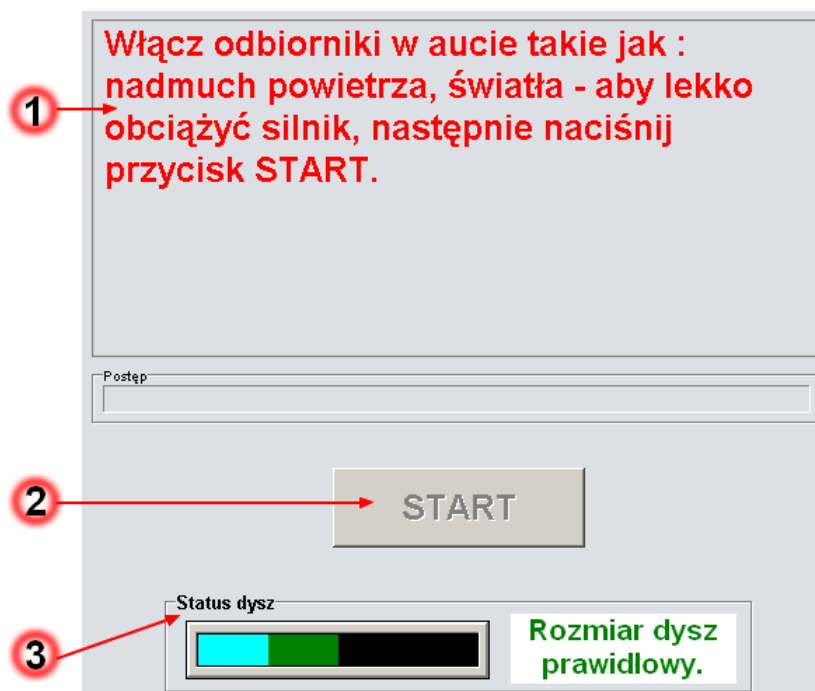 Włącz odbiorniki w aucie takie jak :
nadmuch powietrza, światła - aby lekko
obciążyć silnik, następnie naciśnij
przycisk START.
1
Postęp
2
START
Status dysz
3
Rozmiar dysz
prawidlowy.